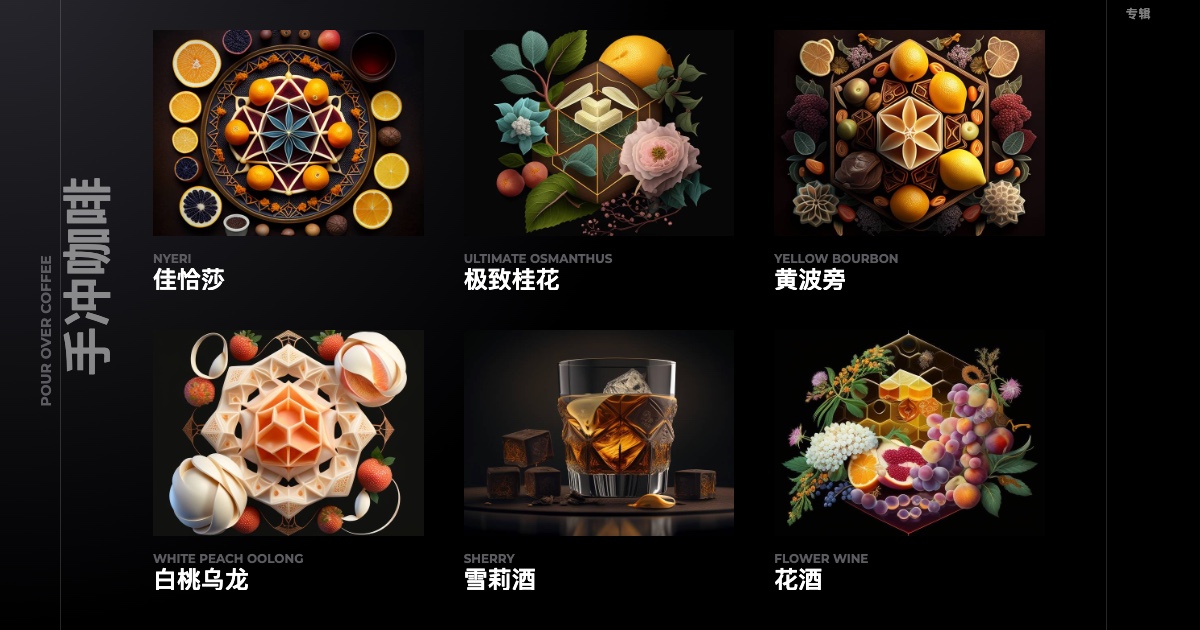 专辑
POUR OVER COFFEE
手冲咖啡
NYERI
佳恰莎
ULTIMATE OSMANTHUS
极致桂花
YELLOW BOURBON
黄波旁
WHITE PEACH OOLONG
白桃乌龙
SHERRY
雪莉酒
FLOWER WINE
花酒